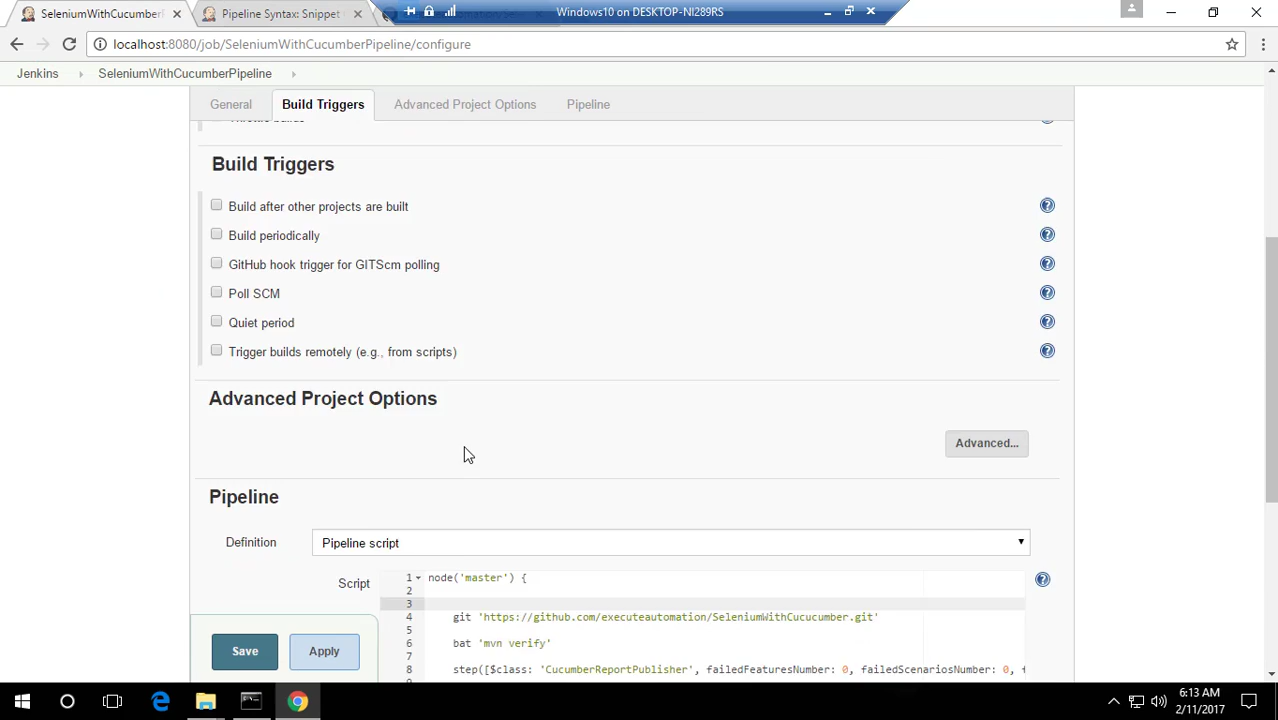 SeleniumWithCucumber
Pipeline Syntax: Snippet
Windows10 on DESKTOP-NI289RS
localhost:8080/job/SeleniumWithCucumberPipeline/configure
Jenkins
SeleniumWithCucumberPipeline
General
Build Triggers
Advanced Project Options
Pipeline
Throttle builds
Build Triggers
Build after other projects are built
Build periodically
GitHub hook trigger for GITScm polling
Poll SCM
Quiet period
Trigger builds remotely (e.g., from scripts)
Advanced Project Options
Advanced...
Pipeline
Definition
Pipeline script
Script
1 node('master') {
2
3
4 git 'https://github.com/executeautomation/SeleniumWithCucucumber.git'
5
6 bat 'mvn verify'
7
8 step([$class: 'CucumberReportPublisher', failedFeaturesNumber: 0, failedScenariosNumber: 0, f
Save
Apply
6:13 AM
2/11/2017